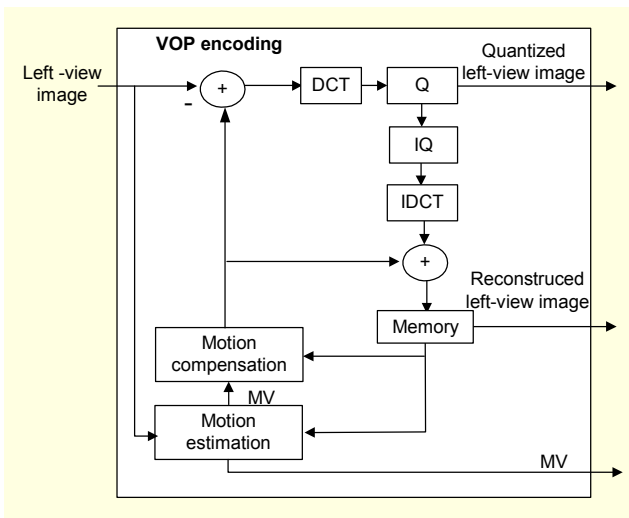 VOP encoding
Left -view
image
-
+
DCT
Q
Quantized
left-view image
IQ
IDCT
+
Reconstruced
left-view image
Memory
Motion
compensation
MV
Motion
estimation
MV